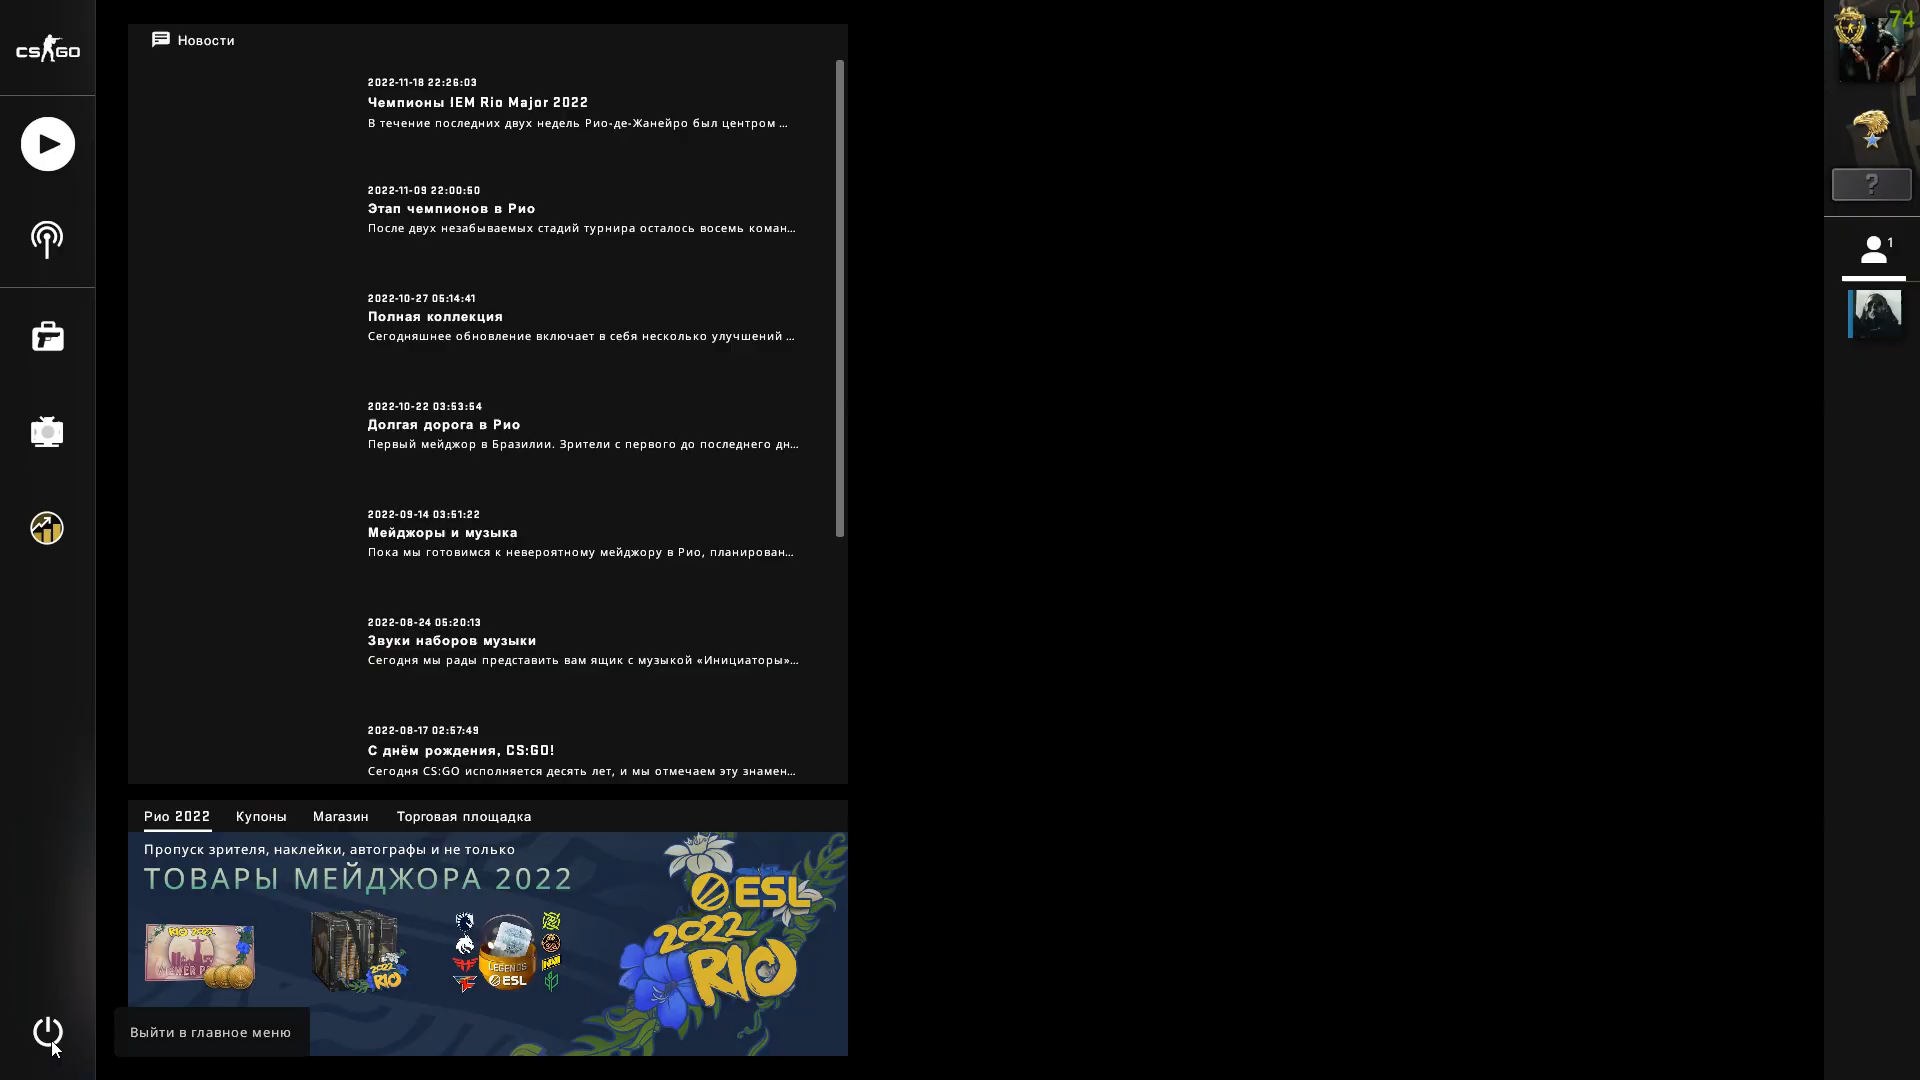 CS GO
Новости
2022-11-18 22:26:03
Чемпионы IEM Rio Major 2022
В течение последних двух недель Рио-де-Жанейро был центром ...
2022-11-09 22:00:50
Этап чемпионов в Рио
После двух незабываемых стадий турнира осталось восемь коман...
2022-10-27 05:14:41
Полная коллекция
Сегодняшнее обновление включает в себя несколько улучшений ...
2022-10-22 03:53:54
Долгая дорога в Рио
Первый мейджор в Бразилии. Зрители с первого до последнего дн...
2022-09-14 03:51:22
Мейджоры и музыка
Пока мы готовимся к невероятному мейджору в Рио, планирован...
2022-08-24 05:20:13
Звуки наборов музыки
Сегодня мы рады представить вам ящик с музыкой «Инициаторы»...
2022-08-17 02:57:49
С днём рождения, CS:GO!
Сегодня CS:GO исполняется десять лет, и мы отмечаем эту знамен...
Рио 2022
Купоны
Магазин
Торговая площадка
Пропуск зрителя, наклейки, автографы и не только
ТОВАРЫ МЕЙДЖОРА 2022
RIO 2022
2022
RIO
LEGENDS
ESL
NAVI
ESL
2022
RIO
Выйти в главное меню
74
?
1